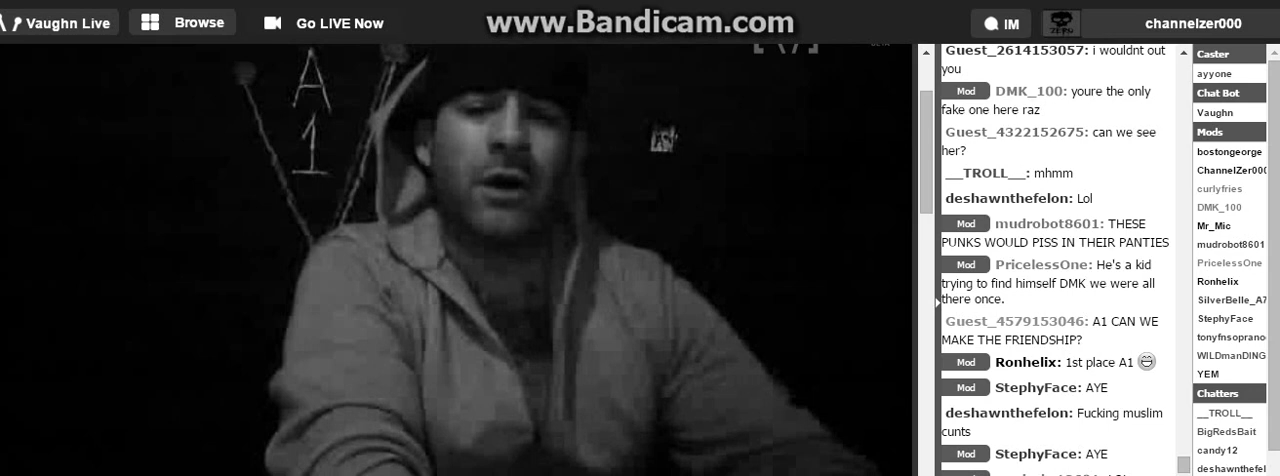 Vaughn Live
Browse
Go LIVE Now
www.Bandicam.com
IM
ZERO
channelzer000
A
1
Guest_2614153057: i wouldnt out
you
Mod DMK_100: youre the only
fake one here raz
Guest_4322152675: can we see
her?
__TROLL__: mhmm
deshawnthefelon: Lol
Mod mudrobot8601: THESE
PUNKS WOULD PISS IN THEIR PANTIES
Mod PricelessOne: He's a kid
trying to find himself DMK we were all
there once.
Guest_4579153046: A1 CAN WE
MAKE THE FRIENDSHIP?
Mod Ronhelix: 1st place A1
Mod StephyFace: AYE
deshawnthefelon: Fucking muslim
cunts
Mod StephyFace: AYE
Caster
ayyone
Chat Bot
Vaughn
Mods
bostongeorge
ChannelZer000
curlyfries
DMK_100
Mr_Mic
mudrobot8601
PricelessOne
Ronhelix
SilverBelle_A
StephyFace
tonyfnsoprano
WILDmanDING
YEM
Chatters
__TROLL__
BigRedsBait
candy12
deshawnthefel